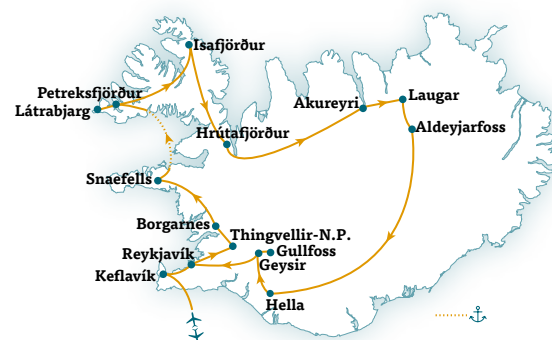 Isafjörður
Petreksfjörður
Látrabjarg
Akureyri
Laugar
Aldeyjarfoss
Hrútafjörður
Snaefells
Borgarnes
Thingvellir-N.P.
Reykjavík
Gullfoss
Geysir
Keflavík
Hella